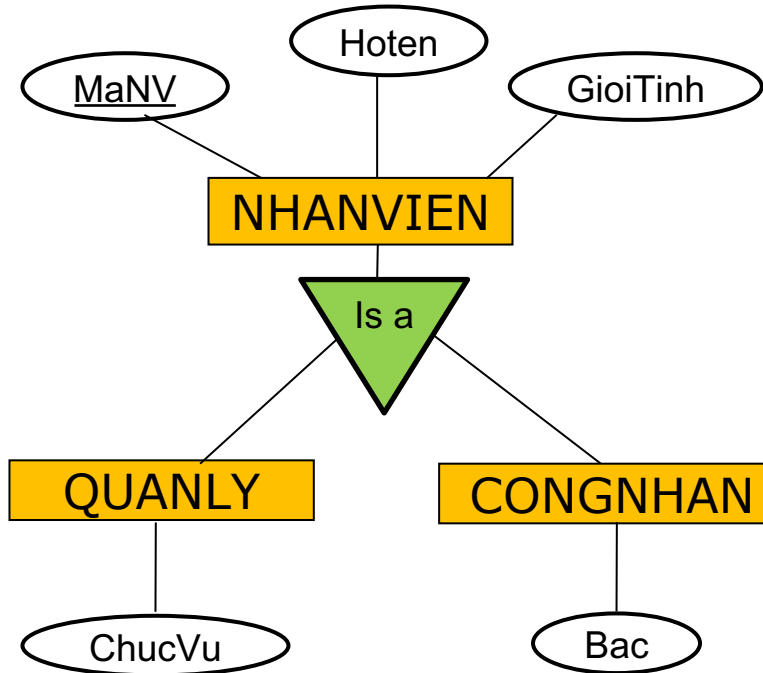 Hoten
MaNV
GioiTinh
NHANVIEN
Is a
QUANLY
CONGNHAN
ChucVu
Bac